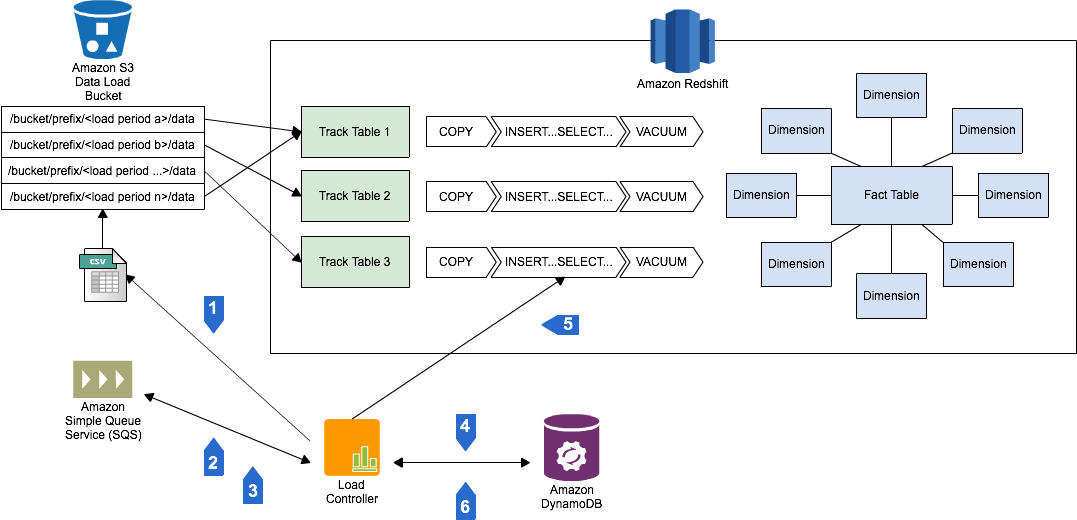 Amazon S3
Data Load
Bucket
/bucket/prefix/<load period a>/data
/bucket/prefix/<load period b>/data
/bucket/prefix/<load period ...>/data
/bucket/prefix/<load period n>/data
csv
Amazon Redshift
Track Table 1
COPY
INSERT...SELECT...
VACUUM
Track Table 2
COPY
INSERT...SELECT...
VACUUM
Track Table 3
COPY
INSERT...SELECT...
VACUUM
Dimension
Dimension
Dimension
Dimension
Fact Table
Dimension
Dimension
Dimension
Dimension
1
5
Amazon
Simple Queue
Service (SQS)
2
3
Load
Controller
4
6
Amazon
DynamoDB